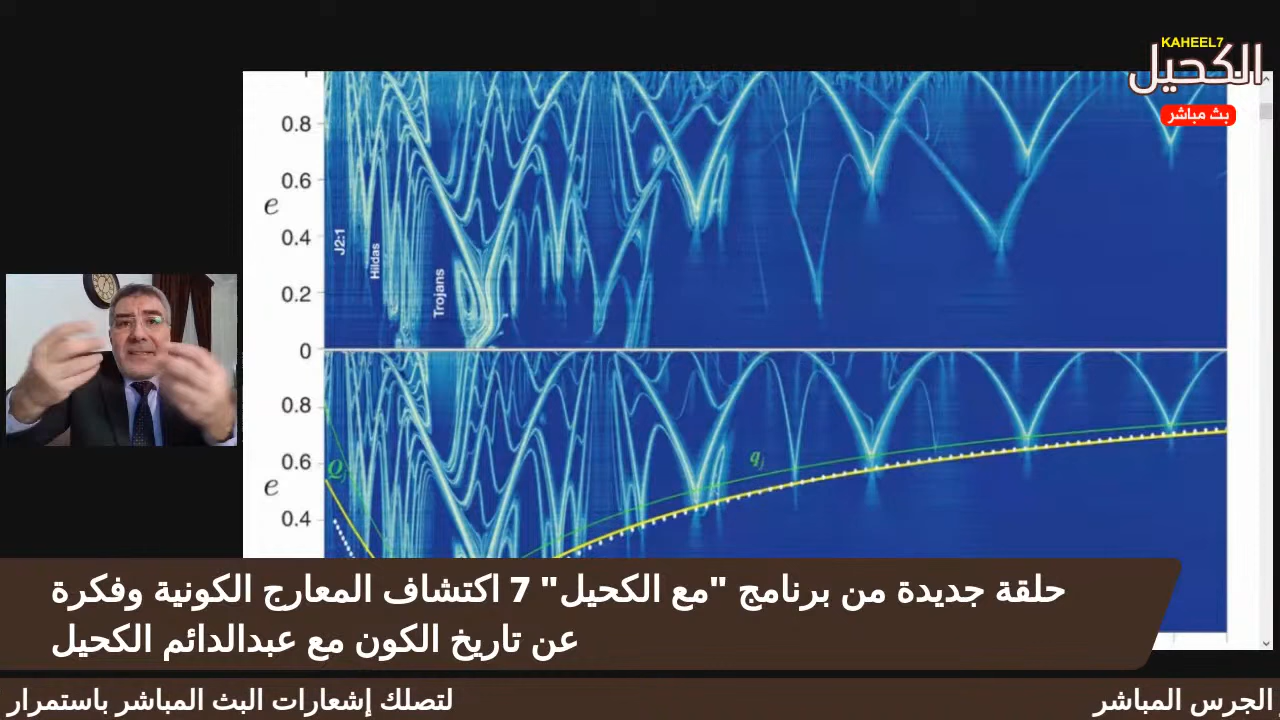 KAHEEL7
الكحيل
بث مباشر
0.8
0.6
e
0.4
0.2
0
J2:1
Hildas
Trojans
0.8
0.6
e
0.4
Q
qj
حلقة جديدة من برنامج "مع الكحيل" 7 اكتشاف المعارج الكونية وفكرة
عن تاريخ الكون مع عبدالدائم الكحيل
الجرس المباشر
لتصلك إشعارات البث المباشر باستمرار